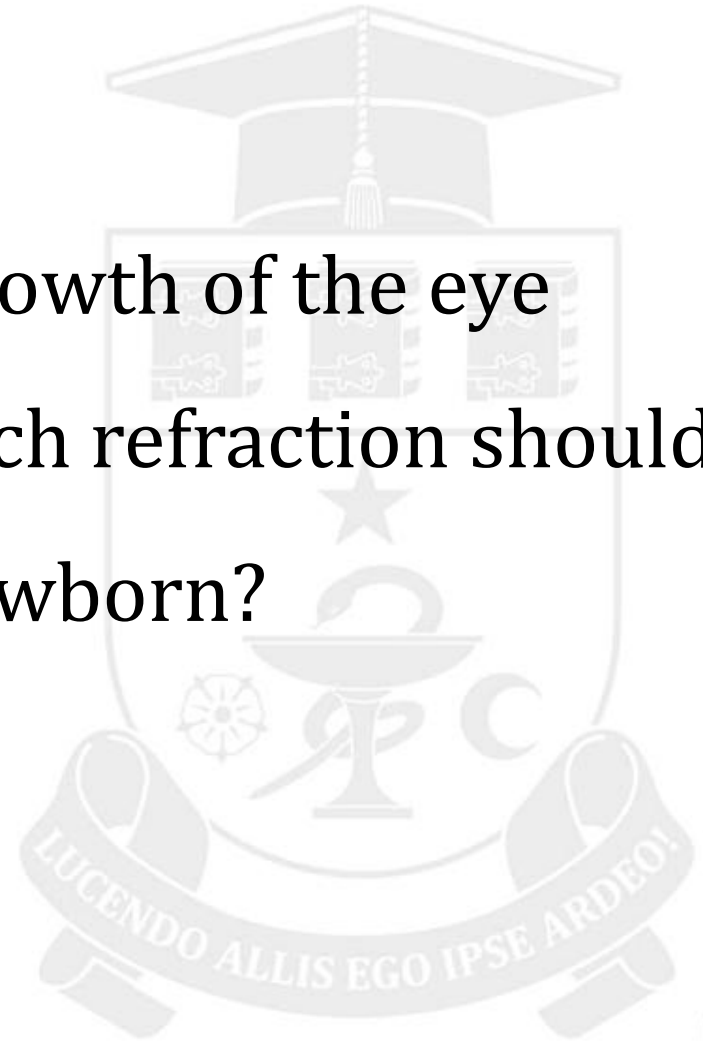 owth of the eye
ch refraction should
wborn?
LUCENDO ALLIS EGO IPSE ARDEO!